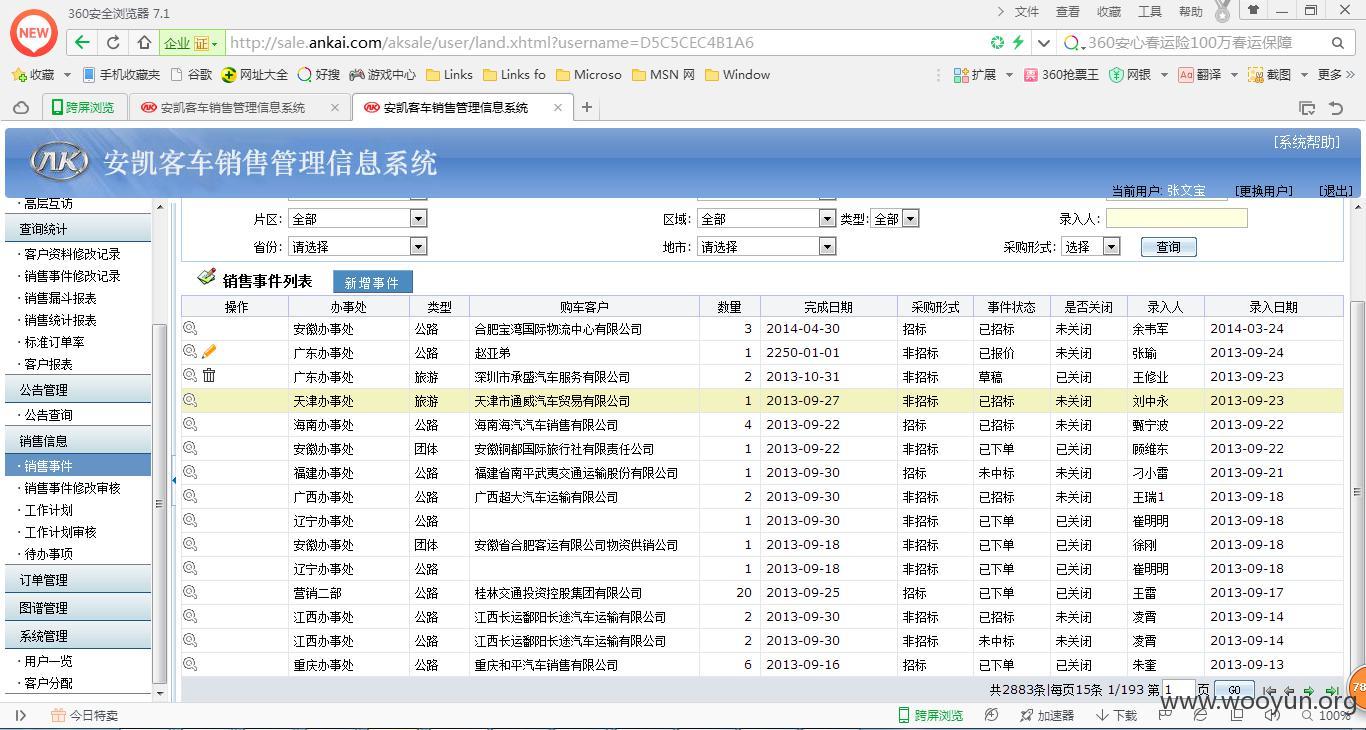 360安全浏览器 7.1
文件 查看 收藏 工具 帮助
NEW
企业 证 http://sale.ankai.com/aksale/user/land.xhtml?username=D5C5CEC4B1A6 360安心春运险100万春运保障
收藏 手机收藏夹 谷歌 网址大全 好搜 游戏中心 Links Links fo Microso MSN 网 Window 扩展 360抢票王 网银 Aa 翻译 截图 更多 »
跨屏浏览 安凯客车销售管理信息系统 安凯客车销售管理信息系统
安凯客车销售管理信息系统
[系统帮助]
当前用户: 张文宝 [更换用户] [退出]
· 高层互访
查询统计
· 客户资料修改记录
· 销售事件修改记录
· 销售漏斗报表
· 销售统计报表
· 标准订单率
· 客户报表
公告管理
· 公告查询
销售信息
· 销售事件
· 销售事件修改审核
· 工作计划
· 工作计划审核
· 待办事项
订单管理
图谱管理
系统管理
· 用户一览
· 客户分配
片区: 全部 区域: 全部 类型: 全部 录入人:
省份: 请选择 地市: 请选择 采购形式: 选择 查询
销售事件列表 新增事件
操作 办事处 类型 购车客户 数量 完成日期 采购形式 事件状态 是否关闭 录入人 录入日期
安徽办事处 公路 合肥宝湾国际物流中心有限公司 3 2014-04-30 招标 已招标 未关闭 余韦军 2014-03-24
广东办事处 公路 赵亚弟 1 2250-01-01 非招标 已报价 未关闭 张瑜 2013-09-24
广东办事处 旅游 深圳市承盛汽车服务有限公司 2 2013-10-31 非招标 草稿 已关闭 王修业 2013-09-23
天津办事处 旅游 天津市通威汽车贸易有限公司 1 2013-09-27 非招标 已招标 未关闭 刘中永 2013-09-23
海南办事处 公路 海南海汽汽车销售有限公司 4 2013-09-22 招标 已招标 未关闭 甄宁波 2013-09-22
安徽办事处 团体 安徽铜都国际旅行社有限责任公司 1 2013-09-22 非招标 已下单 已关闭 顾维东 2013-09-22
福建办事处 公路 福建省南平武夷交通运输股份有限公司 1 2013-09-30 招标 未中标 已关闭 刁小雷 2013-09-21
广西办事处 公路 广西超大汽车运输有限公司 2 2013-09-30 非招标 已招标 未关闭 王瑞1 2013-09-18
辽宁办事处 公路 1 2013-09-30 非招标 已下单 已关闭 崔明明 2013-09-18
安徽办事处 团体 安徽省合肥客运有限公司物资供销公司 1 2013-09-18 非招标 已下单 已关闭 徐刚 2013-09-18
辽宁办事处 公路 1 2013-09-18 非招标 已下单 已关闭 崔明明 2013-09-18
营销二部 公路 桂林交通投资控股集团有限公司 20 2013-09-25 招标 已下单 已关闭 王雷 2013-09-17
江西办事处 公路 江西长运鄱阳长途汽车运输有限公司 2 2013-09-30 非招标 已招标 未关闭 凌霄 2013-09-14
江西办事处 公路 江西长运鄱阳长途汽车运输有限公司 2 2013-09-30 非招标 未中标 未关闭 凌霄 2013-09-14
重庆办事处 公路 重庆和平汽车销售有限公司 6 2013-09-16 招标 已下单 已关闭 朱奎 2013-09-13
共2883条|每页15条 1/193 第 1 页 GO
78
www.wooyun.org
今日特卖 跨屏浏览 加速器 下载 100%